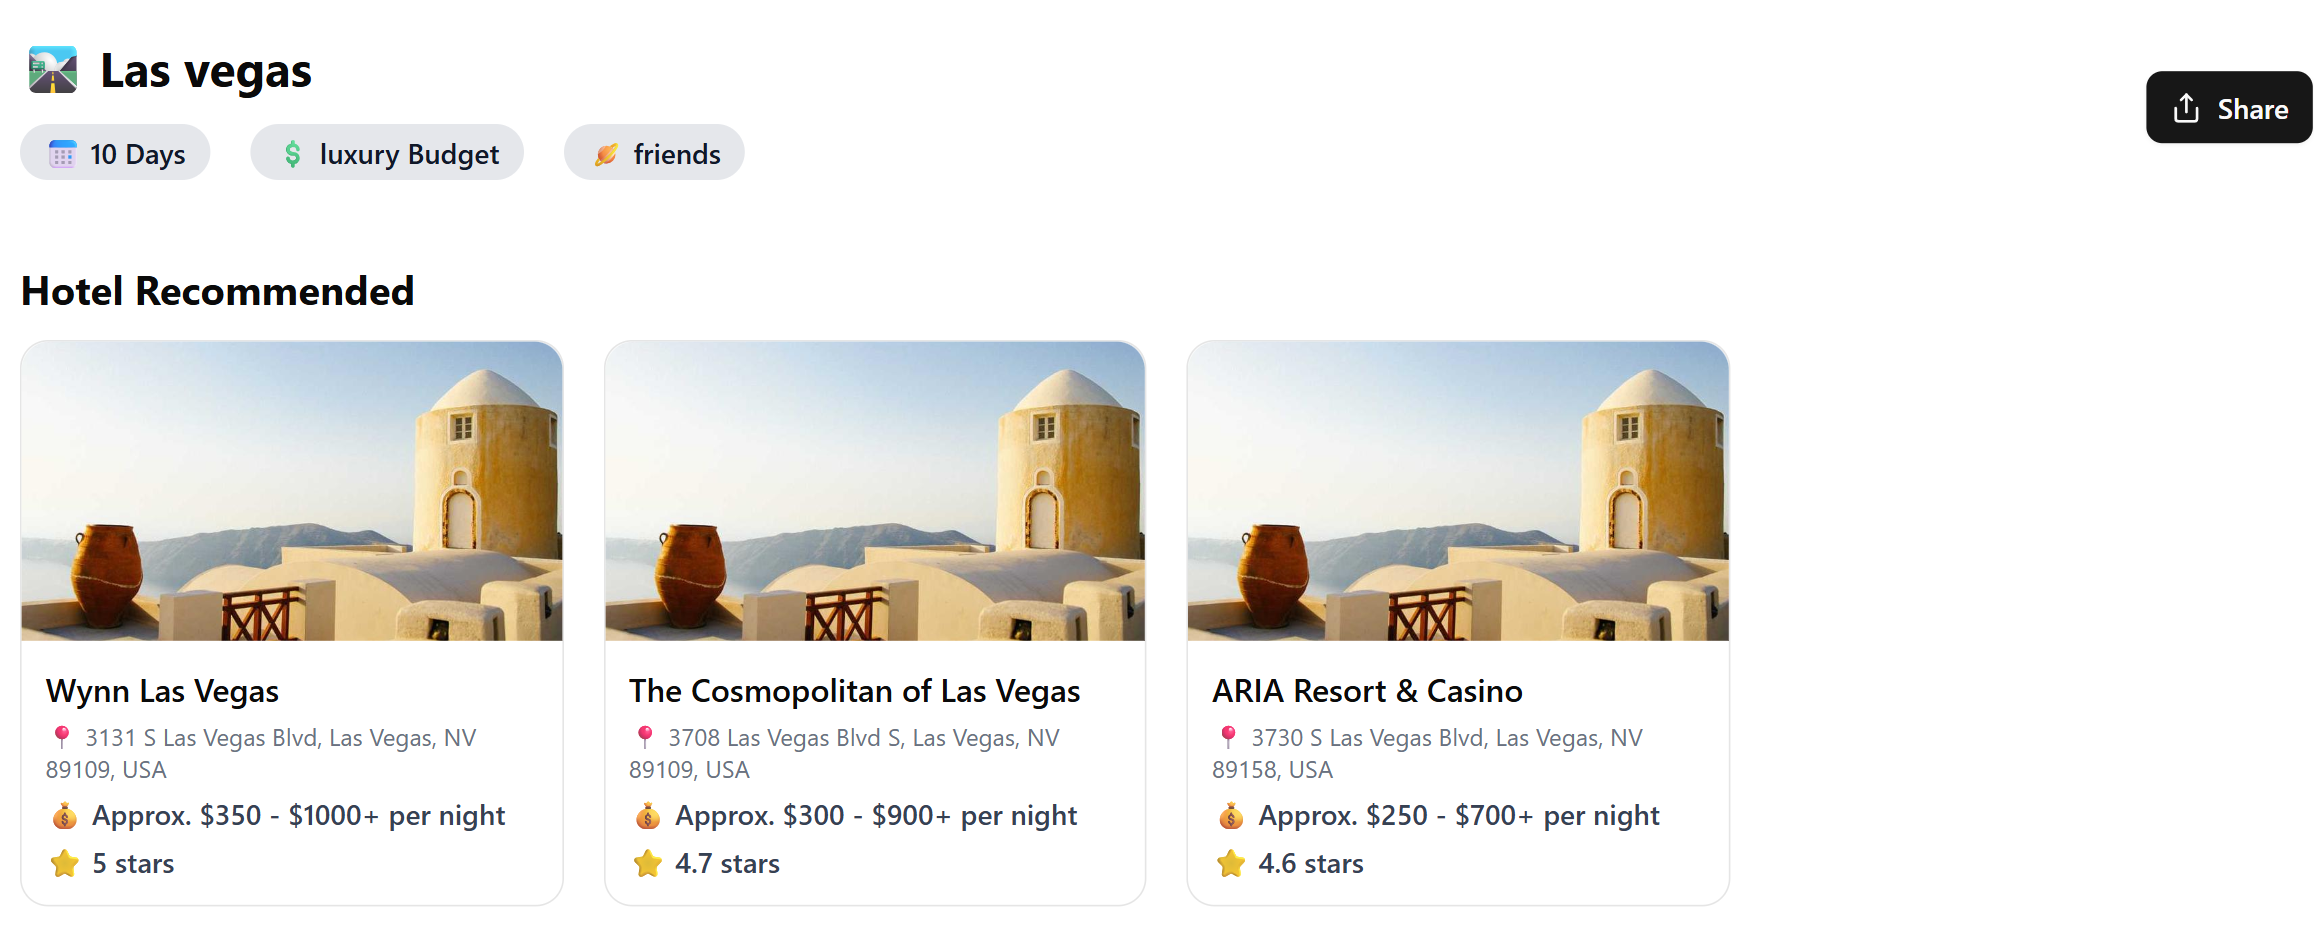 Las vegas
Share
10 Days
luxury Budget
friends
Hotel Recommended
Wynn Las Vegas
3131 S Las Vegas Blvd, Las Vegas, NV
89109, USA
Approx. $350 - $1000+ per night
5 stars
The Cosmopolitan of Las Vegas
3708 Las Vegas Blvd S, Las Vegas, NV
89109, USA
Approx. $300 - $900+ per night
4.7 stars
ARIA Resort & Casino
3730 S Las Vegas Blvd, Las Vegas, NV
89158, USA
Approx. $250 - $700+ per night
4.6 stars